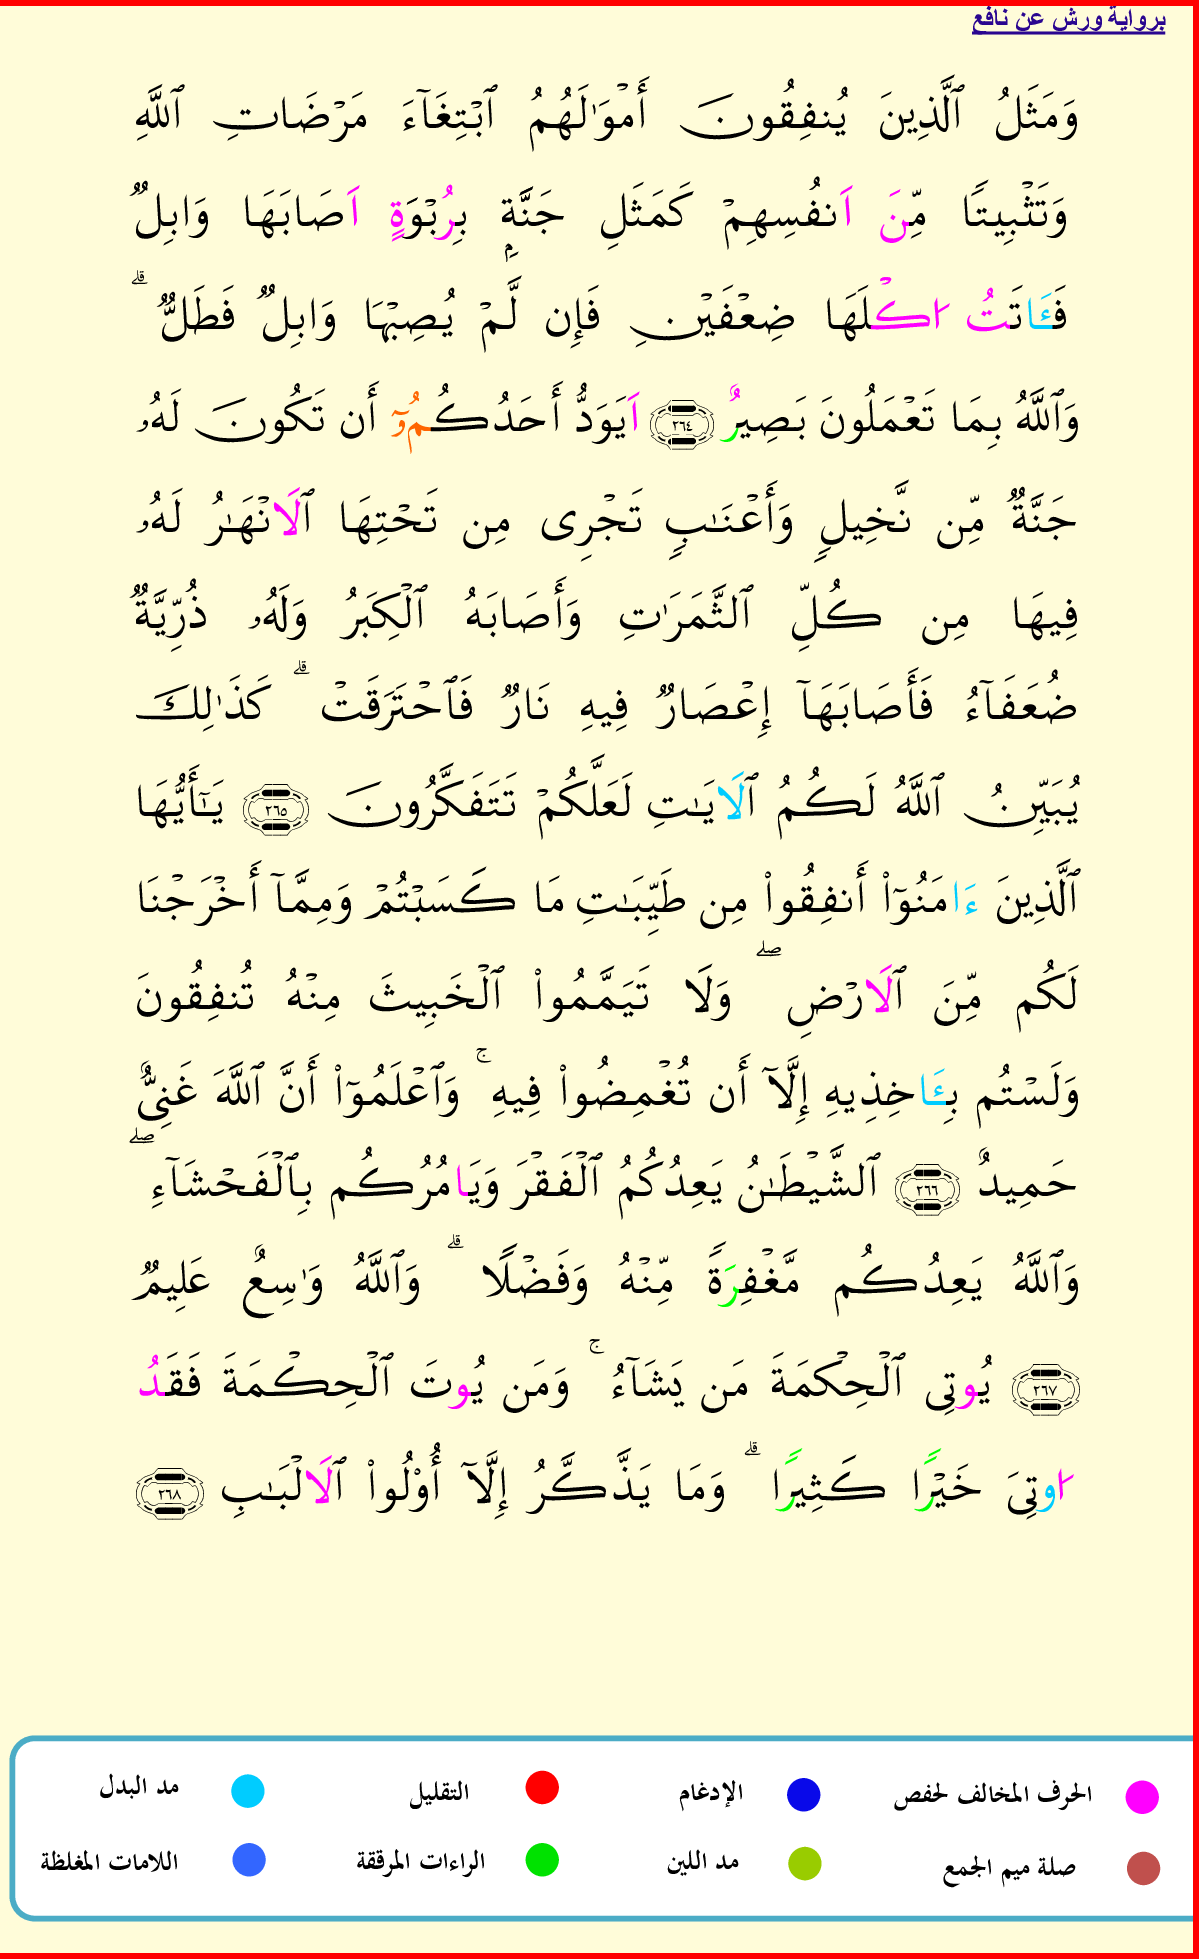 برواية ورش عن نافع
وَمَثَلُ ٱلَّذِينَ يُنفِقُونَ أَمْوَٰلَهُمُ ٱبْتِغَآءَ مَرْضَاتِ ٱللَّهِ
وَتَثْبِيتاً مِّنَ اَنفُسِهِمْ كَمَثَلِ جَنَّةِۢ بِرُبْوَةٍ اَصَابَهَا وَابِلٌ
فَـَٔاتَتُ ا۟كْلَهَا ضِعْفَيْنِ فَإِن لَّمْ يُصِبْهَا وَابِلٌ فَطَلٌّ ۗ
وَٱللَّهُ بِمَا تَعْمَلُونَ بَصِيرٌ ٢٦٤ اَيَوَدُّ أَحَدُكُمُۥٓ أَن تَكُونَ لَهُۥ
جَنَّةٌ مِّن نَّخِيلٍ وَأَعْنَـٰبٍ تَجْرِى مِن تَحْتِهَا ٱلَانْهَـٰرُ لَهُۥ
فِيهَا مِن كُلِّ ٱلثَّمَرَٰتِ وَأَصَابَهُ ٱلْكِبَرُ وَلَهُۥ ذُرِّيَّةٌ
ضُعَفَآءُ فَأَصَابَهَآ إِعْصَارٌ فِيهِ نَارٌ فَٱحْتَرَقَتْ ۗ كَذَٰلِكَ
يُبَيِّنُ ٱللَّهُ لَكُمُ ٱلَايَـٰتِ لَعَلَّكُمْ تَتَفَكَّرُونَ ٢٦٥ يَـٰٓأَيُّهَا
ٱلَّذِينَ ءَامَنُوٓاْ أَنفِقُواْ مِن طَيِّبَـٰتِ مَا كَسَبْتُمْ وَمِمَّآ أَخْرَجْنَا
لَكُم مِّنَ ٱلَارْضِ ۖ وَلَا تَيَمَّمُواْ ٱلْخَبِيثَ مِنْهُ تُنفِقُونَ
وَلَسْتُم بِـَٔاخِذِيهِ إِلَّآ أَن تُغْمِضُواْ فِيهِ ۚ وَٱعْلَمُوٓاْ أَنَّ ٱللَّهَ غَنِىٌّ
حَمِيدٌ ٢٦٦ ٱلشَّيْطَـٰنُ يَعِدُكُمُ ٱلْفَقْرَ وَيَامُرُكُم بِٱلْفَحْشَآءِ ۖ
وَٱللَّهُ يَعِدُكُم مَّغْفِرَةً مِّنْهُ وَفَضْلًا ۗ وَٱللَّهُ وَٰسِعٌ عَلِيمٌ
٢٦٧ يُوتِى ٱلْحِكْمَةَ مَن يَشَآءُ ۚ وَمَن يُوتَ ٱلْحِكْمَةَ فَقَدُ
ا۟وتِىَ خَيْرًا كَثِيرًا ۗ وَمَا يَذَّكَّرُ إِلَّآ أُوْلُواْ ٱلَالْبَـٰبِ ٢٦٨
الحرف المخالف لحفص الإدغام التقليل مد البدل
صلة ميم الجمع مد اللين الراءات المرققة اللامات المغلظة